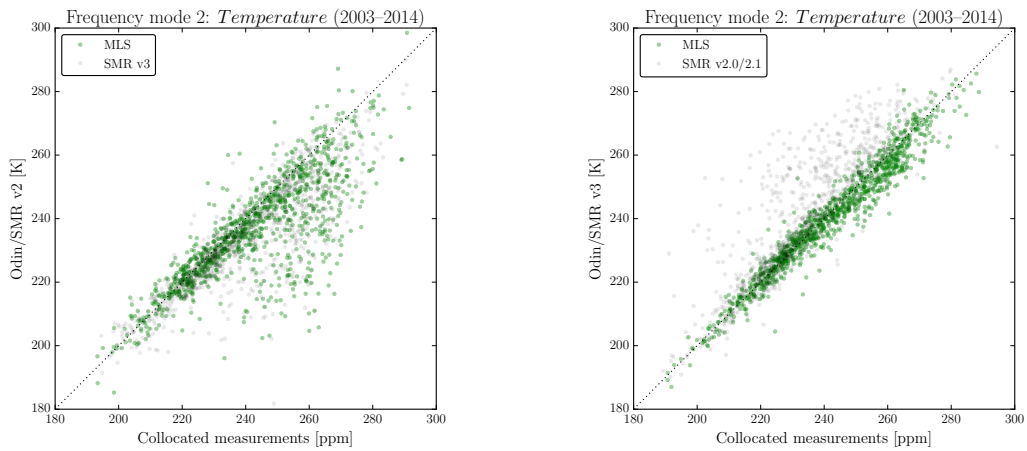 Frequency mode 2: Temperature (2003–2014)
300
280
260
240
220
200
180
MLS
SMR v3
Odin/SMR v2 [K]
180 200 220 240 260 280 300
Collocated measurements [ppm]
Frequency mode 2: Temperature (2003–2014)
300
280
260
240
220
200
180
MLS
SMR v2.0/2.1
Odin/SMR v3 [K]
180 200 220 240 260 280 300
Collocated measurements [ppm]